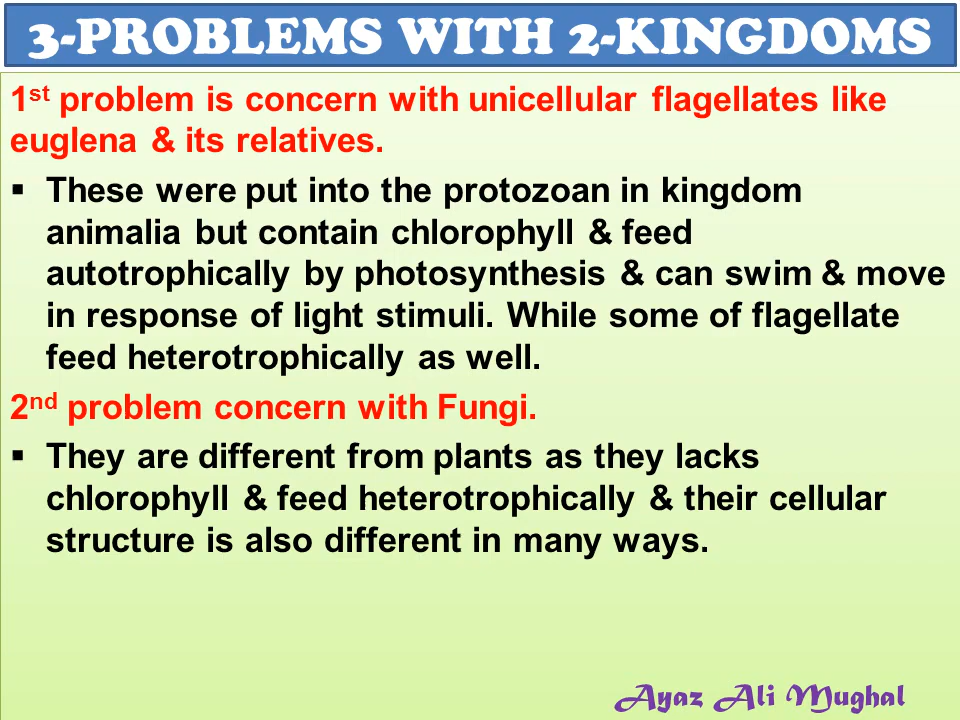 3-PROBLEMS WITH 2-KINGDOMS
1st problem is concern with unicellular flagellates like
euglena & its relatives.
▪ These were put into the protozoan in kingdom
animalia but contain chlorophyll & feed
autotrophically by photosynthesis & can swim & move
in response of light stimuli. While some of flagellate
feed heterotrophically as well.
2nd problem concern with Fungi.
▪ They are different from plants as they lacks
chlorophyll & feed heterotrophically & their cellular
structure is also different in many ways.
Ayaz Ali Mughal